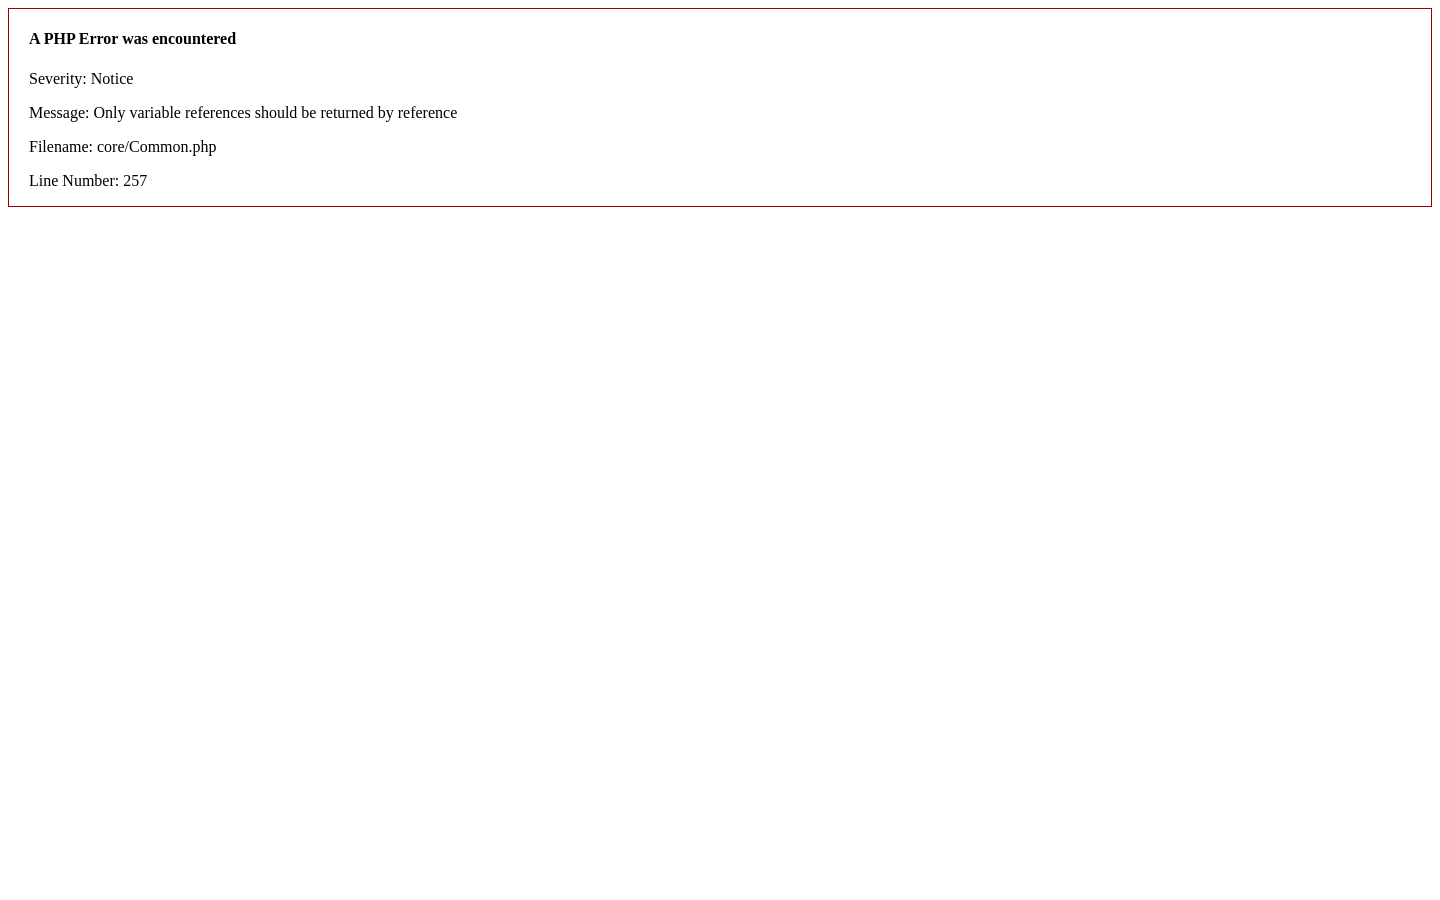 A PHP Error was encountered
Severity: Notice
Message: Only variable references should be returned by reference
Filename: core/Common.php
Line Number: 257